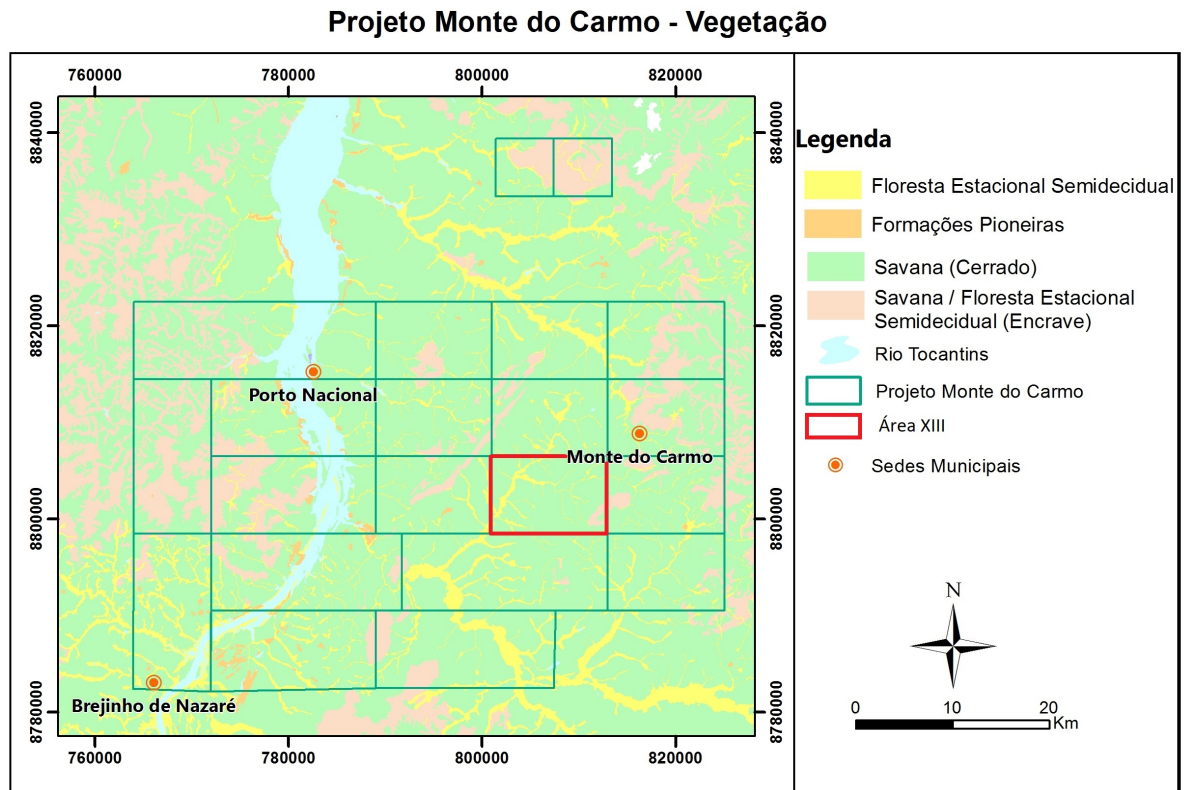 Projeto Monte do Carmo - Vegetação
760000
780000
800000
820000
8840000
8840000
8820000
8820000
Porto Nacional
Monte do Carmo
8800000
8800000
Brejinho de Nazaré
8780000
8780000
760000
780000
800000
820000
Legenda
Floresta Estacional Semidecidual
Formações Pioneiras
Savana (Cerrado)
Savana / Floresta Estacional
Semidecidual (Encrave)
Rio Tocantins
Projeto Monte do Carmo
Área XIII
Sedes Municipais
N
0
10
20
Km